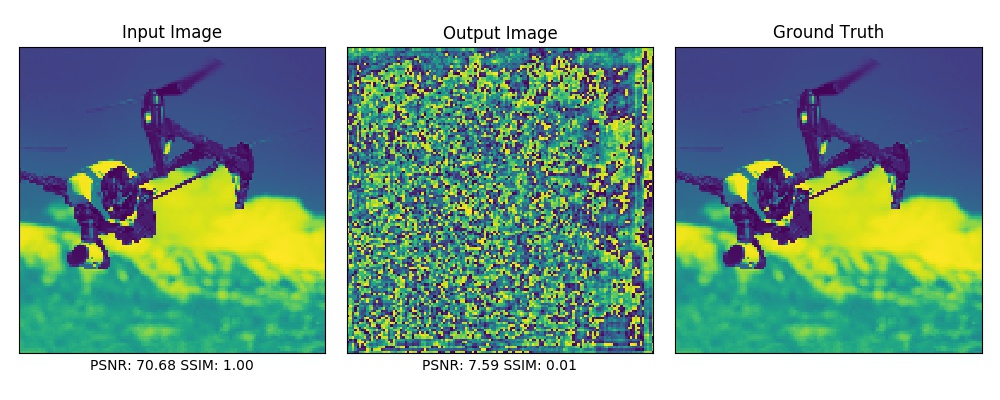 Input Image
Output Image
Ground Truth
PSNR: 70.68 SSIM: 1.00
PSNR: 7.59 SSIM: 0.01